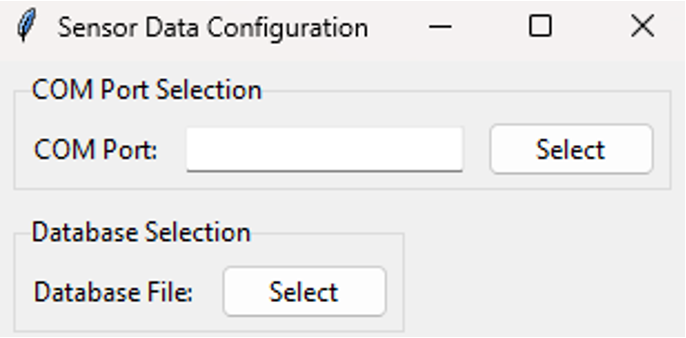 Sensor Data Configuration
COM Port Selection
COM Port: Select
Database Selection
Database File: Select